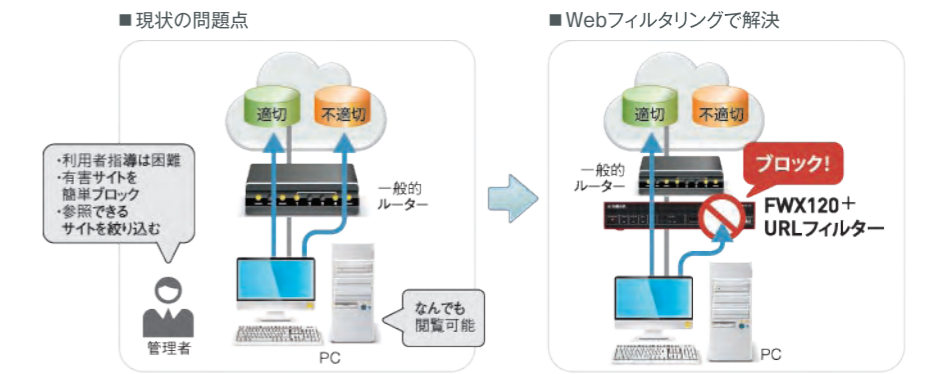 ■現状の問題点
適切
不適切
・利用者指導は困難
・有害サイトを
簡単ブロック
・参照できる
サイトを絞り込む
一般的
ルーター
管理者
なんでも
閲覧可能
PC
■Webフィルタリングで解決
適切
不適切
一般的
ルーター
ブロック!
FWX120+
URLフィルター
PC